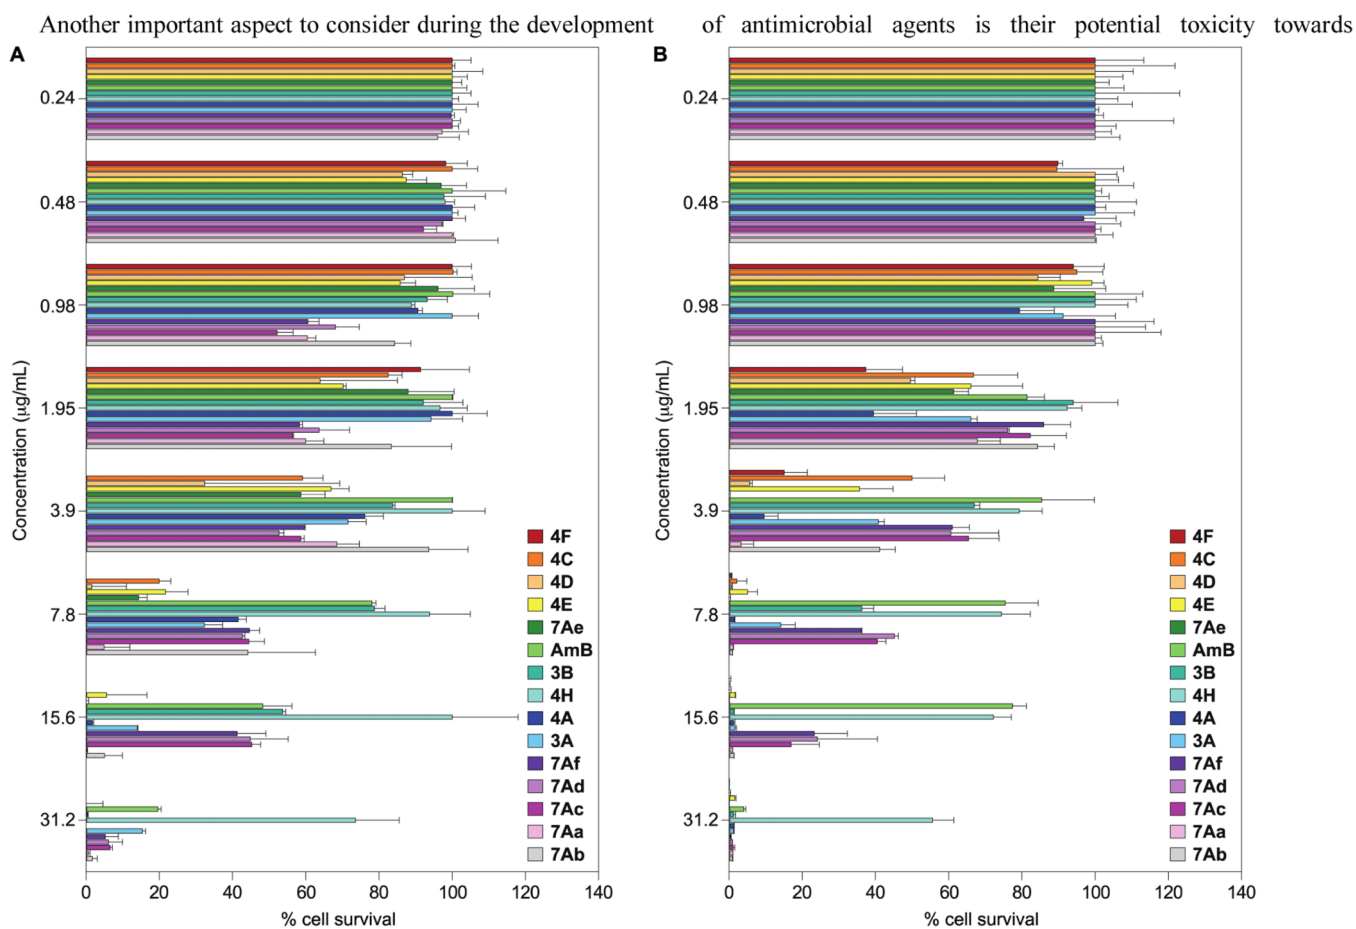 Another important aspect to consider during the development of antimicrobial agents is their potential toxicity towards
A
B
Concentration (µg/mL)
0.24
0.48
0.98
1.95
3.9
7.8
15.6
31.2
4F
4C
4D
4E
7Ae
AmB
3B
4H
4A
3A
7Af
7Ad
7Ac
7Aa
7Ab
0 20 40 60 80 100 120 140
% cell survival
Concentration (µg/mL)
0.24
0.48
0.98
1.95
3.9
7.8
15.6
31.2
4F
4C
4D
4E
7Ae
AmB
3B
4H
4A
3A
7Af
7Ad
7Ac
7Aa
7Ab
0 20 40 60 80 100 120 140
% cell survival